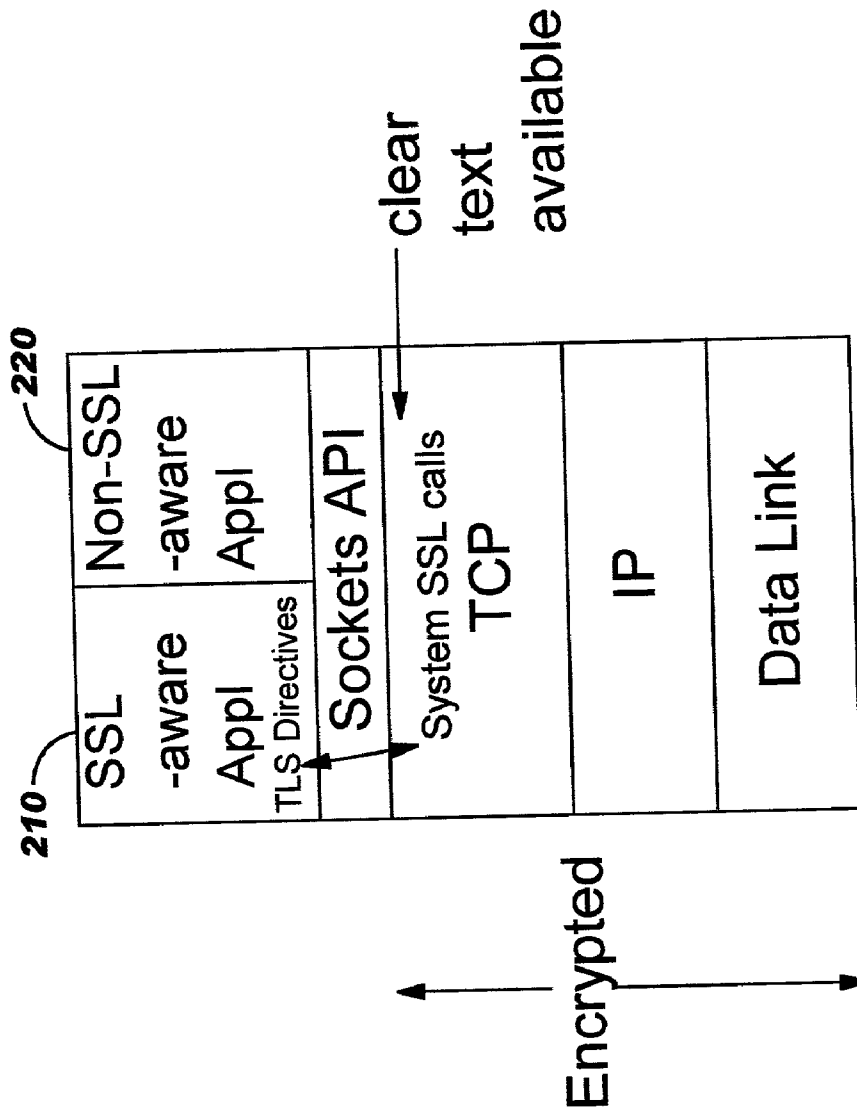 210
220
SSL
-aware
Appl
TLS Directives
Non-SSL
-aware
Appl
Sockets API
System SSL calls
TCP
IP
Data Link
clear
text
available
Encrypted